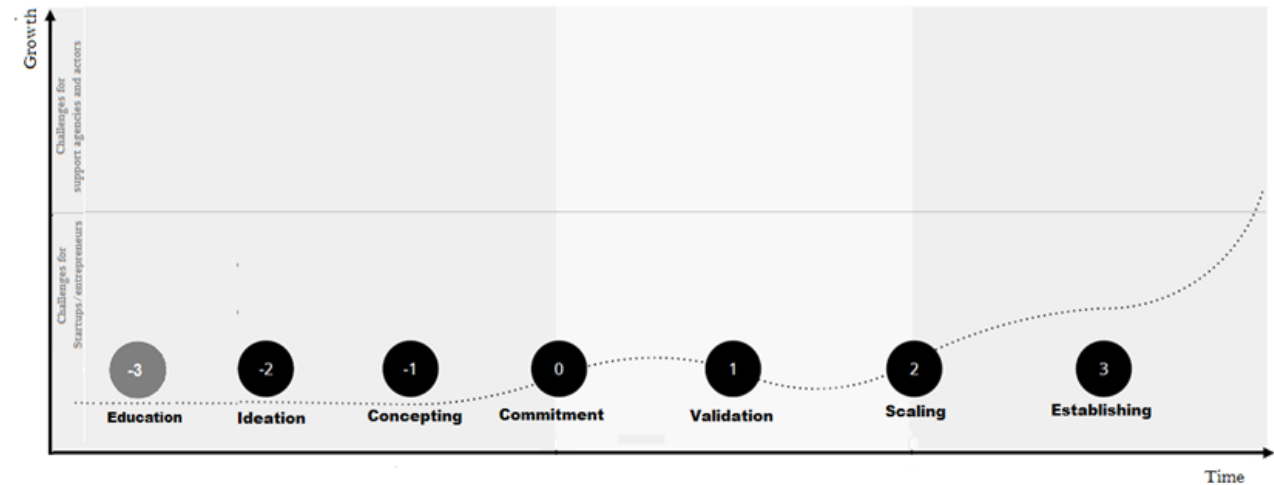 Growth
Challenges for
support agencies and actors
Challenges for
Startups/entrepreneurs
-3
-2
-1
0
1
2
3
Education
Ideation
Concepting
Commitment
Validation
Scaling
Establishing
Time